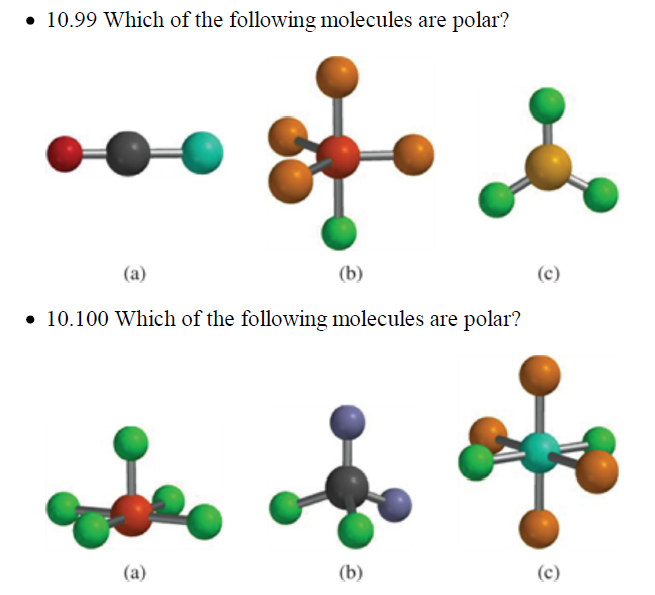 • 10.99 Which of the following molecules are polar?
(a) (b) (c)
• 10.100 Which of the following molecules are polar?
(a) (b) (c)